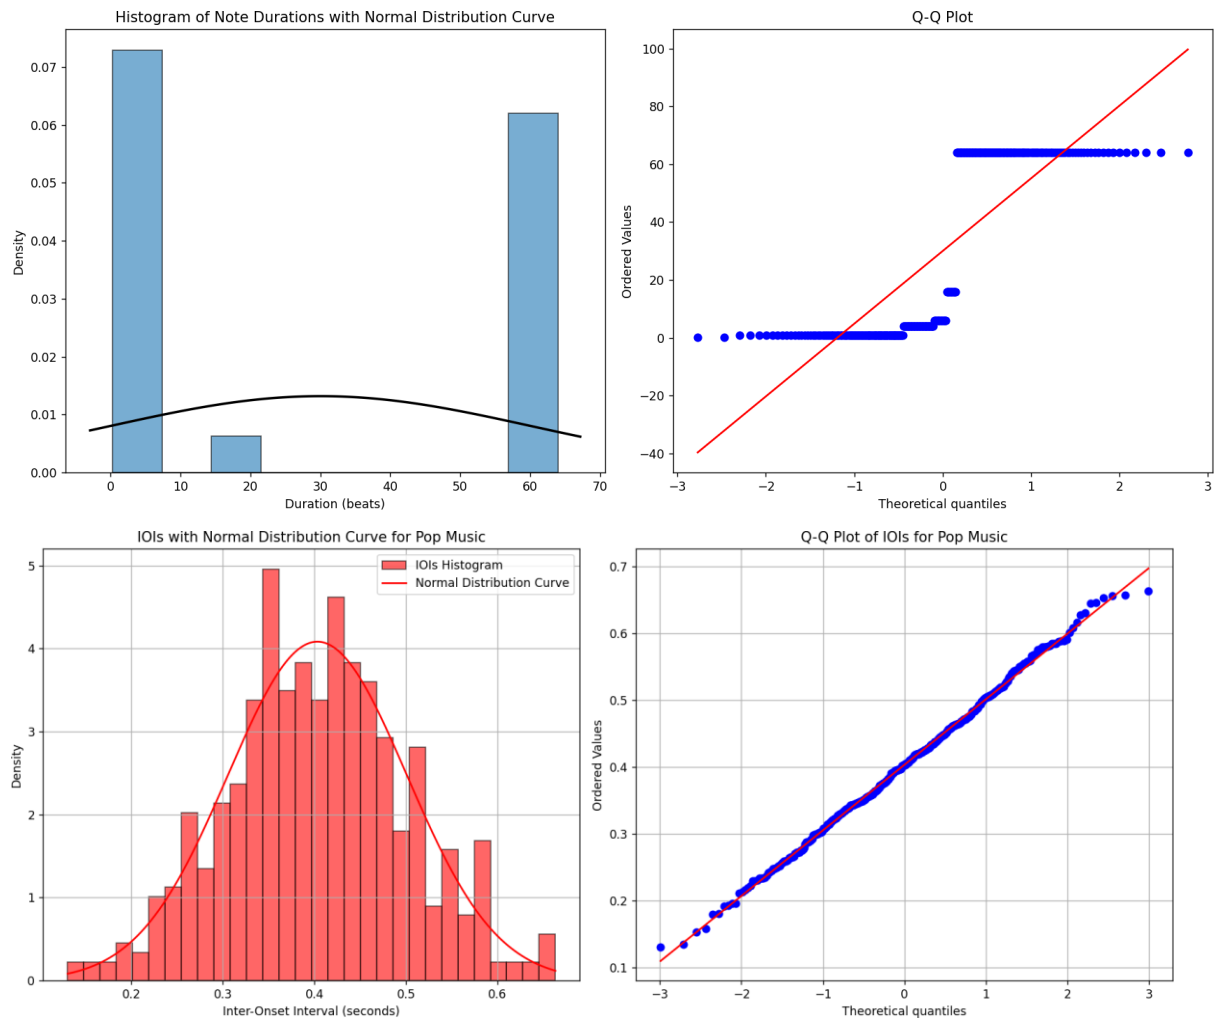 Histogram of Note Durations with Normal Distribution Curve
0.07
0.06
0.05
0.04
0.03
0.02
0.01
0.00
Density
0 10 20 30 40 50 60 70
Duration (beats)
Q-Q Plot
100
80
60
40
20
0
−20
−40
Ordered Values
−3 −2 −1 0 1 2 3
Theoretical quantiles
IOIs with Normal Distribution Curve for Pop Music
IOIs Histogram
Normal Distribution Curve
5
4
3
2
1
0
Density
0.2 0.3 0.4 0.5 0.6
Inter-Onset Interval (seconds)
Q-Q Plot of IOIs for Pop Music
0.7
0.6
0.5
0.4
0.3
0.2
0.1
Ordered Values
−3 −2 −1 0 1 2 3
Theoretical quantiles